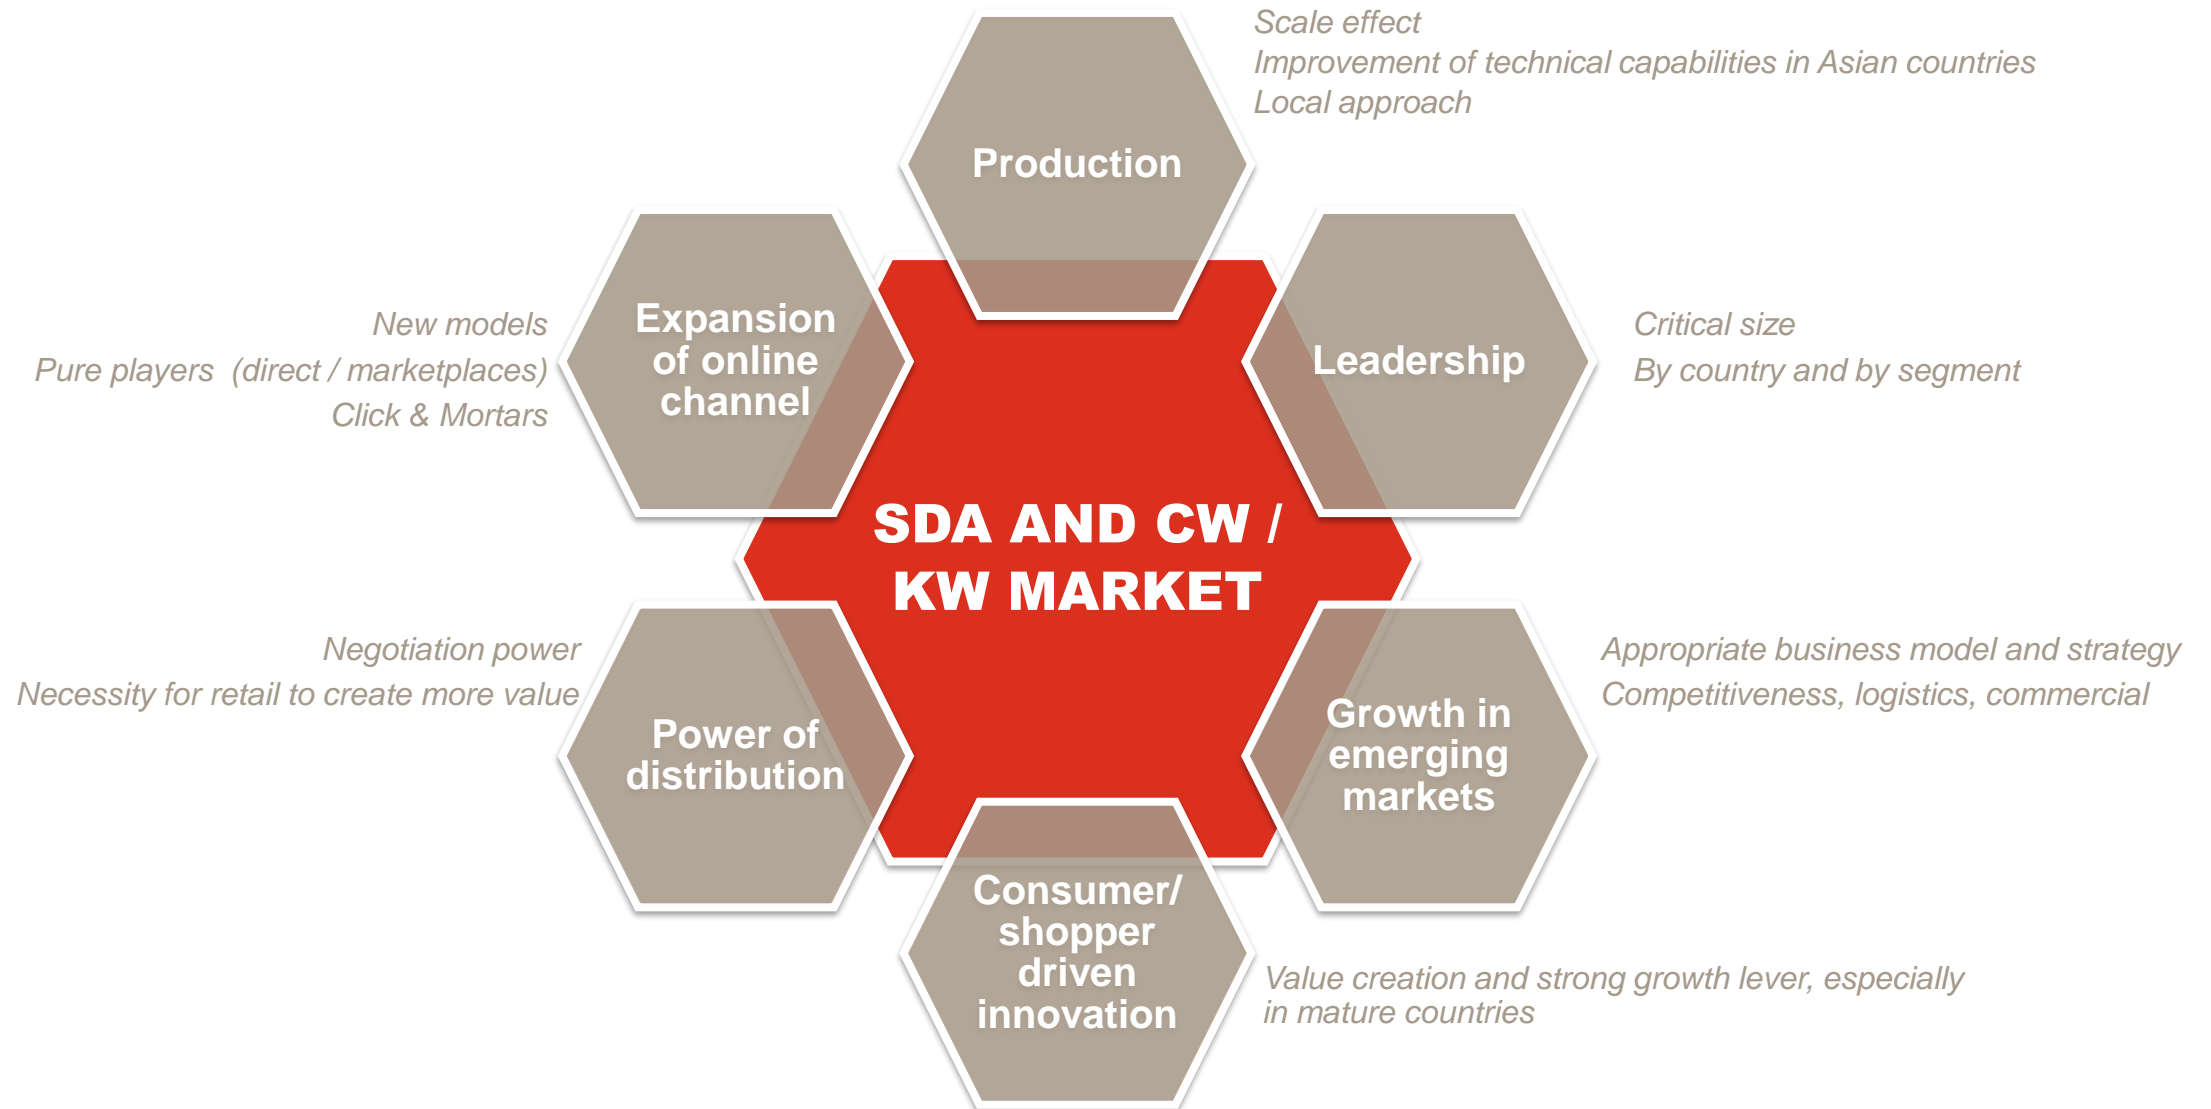 Scale effect
Improvement of technical capabilities in Asian countries
Local approach
Production
Expansion
of online
channel
New models
Pure players (direct / marketplaces)
Click & Mortars
Leadership
Critical size
By country and by segment
SDA AND CW /
KW MARKET
Negotiation power
Necessity for retail to create more value
Power of
distribution
Growth in
emerging
markets
Appropriate business model and strategy
Competitiveness, logistics, commercial
Consumer/
shopper
driven
innovation
Value creation and strong growth lever, especially
in mature countries